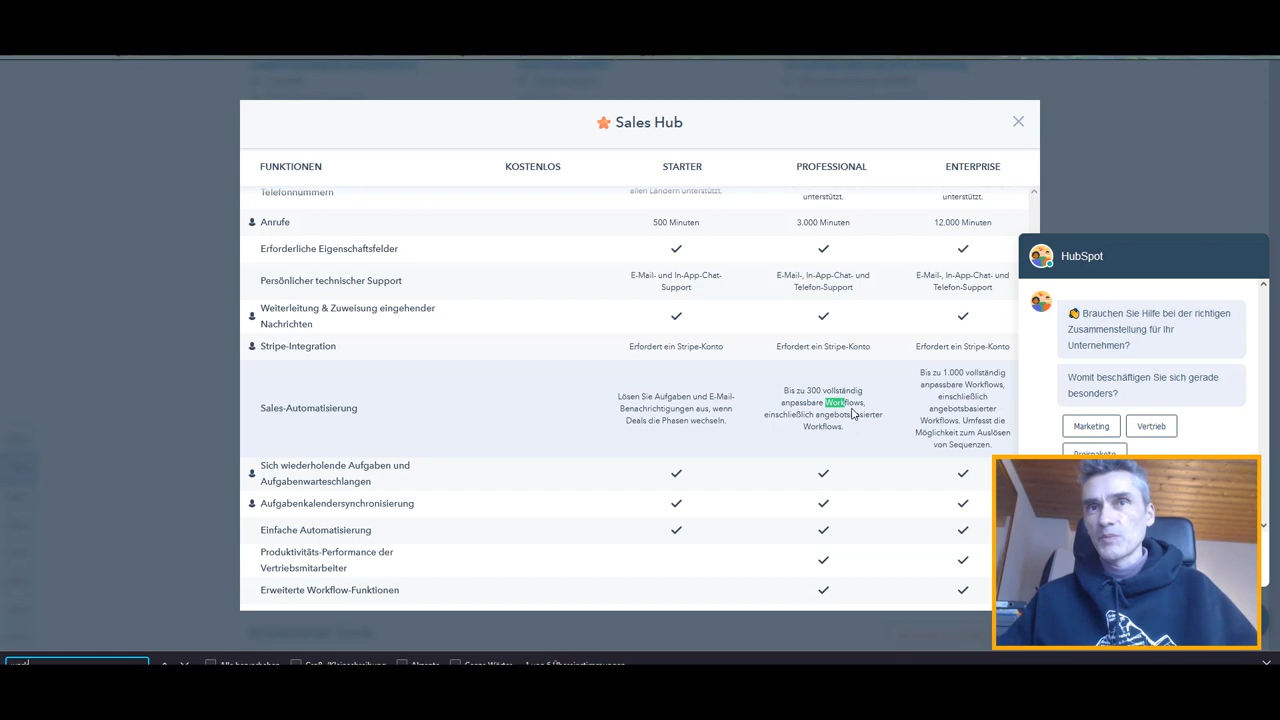 Sales Hub
FUNKTIONEN KOSTENLOS STARTER PROFESSIONAL ENTERPRISE
Telefonnummern
allen Ländern unterstützt.
unterstützt.
unterstützt.
Anrufe 500 Minuten 3.000 Minuten 12.000 Minuten
Erforderliche Eigenschaftsfelder
Persönlicher technischer Support
E-Mail- und In-App-Chat-
Support
E-Mail-, In-App-Chat- und
Telefon-Support
E-Mail-, In-App-Chat- und
Telefon-Support
Weiterleitung & Zuweisung eingehender
Nachrichten
Stripe-Integration Erfordert ein Stripe-Konto Erfordert ein Stripe-Konto Erfordert ein Stripe-Konto
Sales-Automatisierung
Lösen Sie Aufgaben und E-Mail-
Benachrichtigungen aus, wenn
Deals die Phasen wechseln.
Bis zu 300 vollständig
anpassbare Workflows,
einschließlich angebotsbasierter
Workflows.
Bis zu 1.000 vollständig
anpassbare Workflows,
einschließlich
angebotsbasierter
Workflows. Umfasst die
Möglichkeit zum Auslösen
von Sequenzen.
Sich wiederholende Aufgaben und
Aufgabenwarteschlangen
Aufgabenkalendersynchronisierung
Einfache Automatisierung
Produktivitäts-Performance der
Vertriebsmitarbeiter
Erweiterte Workflow-Funktionen
HubSpot
Brauchen Sie Hilfe bei der richtigen
Zusammenstellung für Ihr
Unternehmen?
Womit beschäftigen Sie sich gerade
besonders?
Marketing Vertrieb
Preispakete